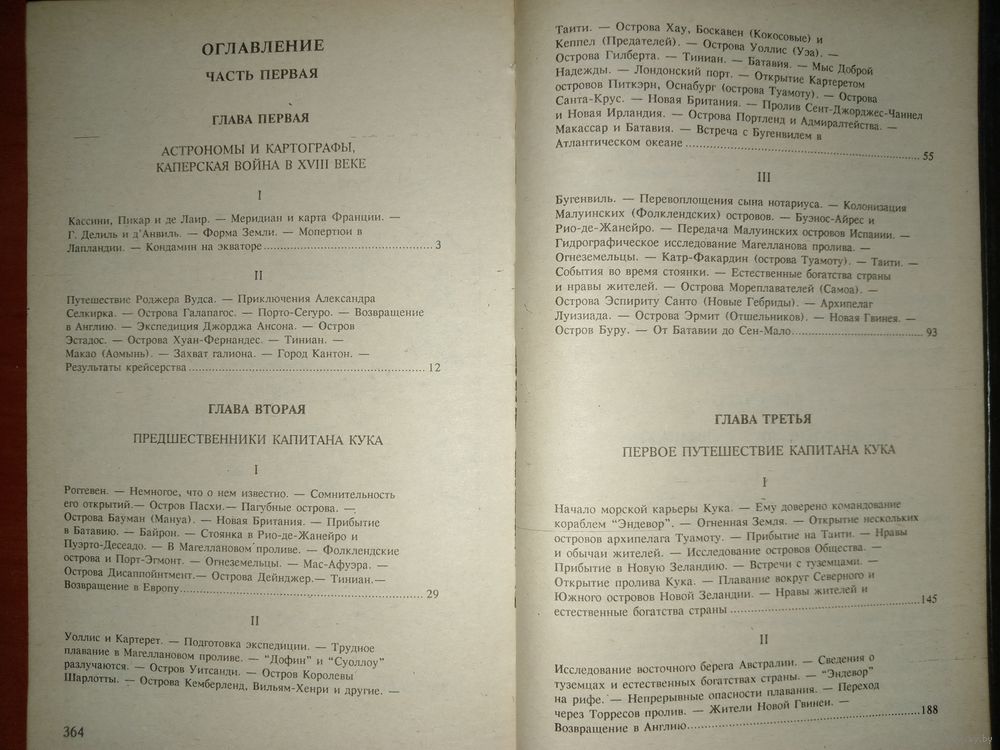 ОГЛАВЛЕНИЕ
ЧАСТЬ ПЕРВАЯ
ГЛАВА ПЕРВАЯ
АСТРОНОМЫ И КАРТОГРАФЫ,
КАПЕРСКАЯ ВОЙНА В XVIII ВЕКЕ
I
Кассини, Пикар и де Лаир. — Меридиан и карта Франции. —
Г. Делиль и д'Анвиль. — Форма Земли. — Мопертюи в
Лапландии. — Кондамин на экваторе........................................3
II
Путешествие Роджера Вудса. — Приключения Александра
Селкирка. — Острова Галапагос. — Порто-Сегуро. — Возвращение
в Англию. — Экспедиция Джорджа Ансона. — Остров
Эстадос. — Острова Хуан-Фернандес. — Тиниан. —
Макао (Аомынь). — Захват галиона. — Город Кантон. —
Результаты крейсерства........................................................12
ГЛАВА ВТОРАЯ
ПРЕДШЕСТВЕННИКИ КАПИТАНА КУКА
I
Роггевен. — Немногое, что о нем известно. — Сомнительность
его открытий.— Остров Пасхи.— Пагубные острова. —
Острова Бауман (Мануа). — Новая Британия. — Прибытие
в Батавию. — Байрон. — Стоянка в Рио-де-Жанейро и
Пуэрто-Десеадо. — В Магеллановом проливе. — Фолклендские
острова и Порт-Эгмонт. — Огнеземельцы. — Мас-Афуэра. —
Острова Дисаппойнтмент.— Острова Дейнджер.— Тиниан.—
Возвращение в Европу.........................................................29
II
Уоллис и Картерет. — Подготовка экспедиции. — Трудное
плавание в Магеллановом проливе. — "Дофин" и "Суоллоу"
разлучаются. — Остров Уитсанди. — Остров Королевы
Шарлотты. — Острова Кемберленд, Вильям-Хенри и другие. —
364
Таити. — Острова Хау, Боскавен (Кокосовые) и
Кеппел (Предателей). — Острова Уоллис (Уэа). —
Острова Гилберта. — Тиниан. — Батавия. — Мыс Доброй
Надежды. — Лондонский порт. — Открытие Картеретом
островов Питкэрн, Оснабург (острова Туамоту). — Острова
Санта-Крус. — Новая Британия. — Пролив Сент-Джорджес-Чаннел
и Новая Ирландия. — Острова Портленд и Адмиралтейства. —
Макассар и Батавия. — Встреча с Бугенвилем в
Атлантическом океане.........................................................55
III
Бугенвиль. — Перевоплощения сына нотариуса. — Колонизация
Малуинских (Фолклендских) островов. — Буэнос-Айрес и
Рио-де-Жанейро. — Передача Малуинских островов Испании. —
Гидрографическое исследование Магелланова пролива. —
Огнеземельцы. — Катр-Факардин (острова Туамоту). — Таити. —
События во время стоянки. — Естественные богатства страны
и нравы жителей. — Острова Мореплавателей (Самоа). —
Острова Эспириту Санто (Новые Гебриды). — Архипелаг
Луизиада. — Острова Эрмит (Отшельников). — Новая Гвинея. —
Остров Буру. — От Батавии до Сен-Мало................................93
ГЛАВА ТРЕТЬЯ
ПЕРВОЕ ПУТЕШЕСТВИЕ КАПИТАНА КУКА
I
Начало морской карьеры Кука. — Ему доверено командование
кораблем "Эндевор". — Огненная Земля. — Открытие нескольких
островов архипелага Туамоту. — Прибытие на Таити. — Нравы
и обычаи жителей. — Исследование островов Общества. —
Прибытие в Новую Зеландию. — Встречи с туземцами. —
Открытие пролива Кука. — Плавание вокруг Северного и
Южного островов Новой Зеландии. — Нравы жителей и
естественные богатства страны.............................................145
II
Исследование восточного берега Австралии. — Сведения о
туземцах и естественных богатствах страны. — "Эндевор"
на рифе. — Непрерывные опасности плавания. — Переход
через Торресов пролив. — Жители Новой Гвинеи. —
Возвращение в Англию........................................................188